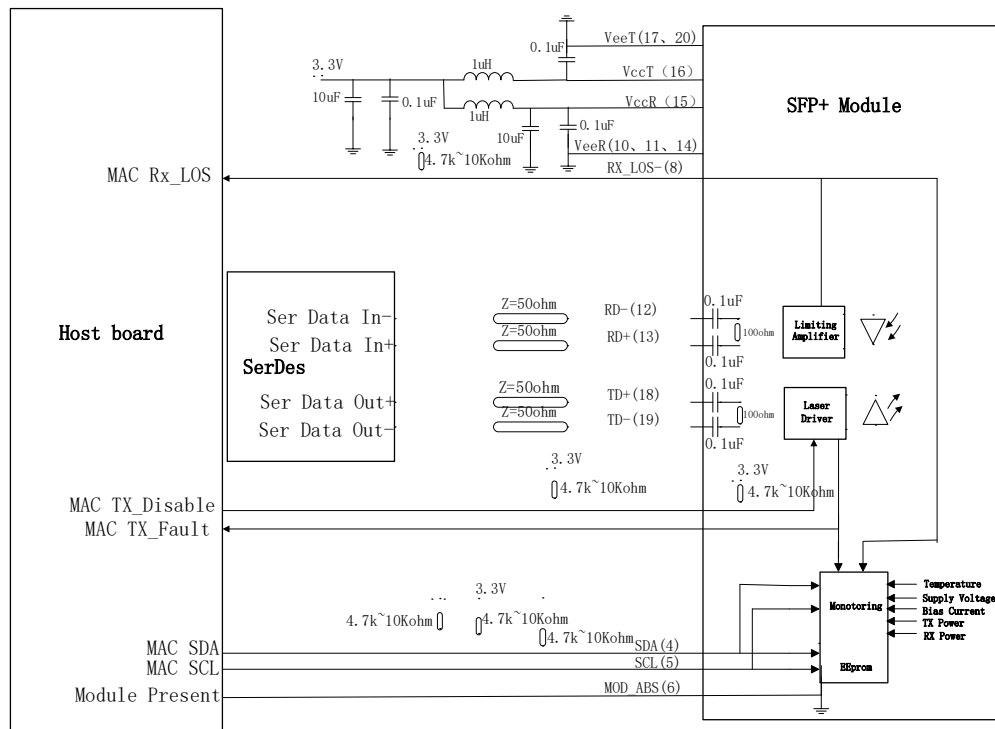 VeeT(17、20)
0.1uF
3.3V
1uH
VccT（16）
10uF
0.1uF
1uH
VccR（15）
SFP+ Module
10uF
0.1uF
3.3V
VeeR(10、11、14)
4.7k~10Kohm
MAC Rx_LOS
RX_LOS-(8)
Host board
SerDes
Ser Data In-
Z=50ohm
RD-(12)
0.1uF
Ser Data In+
RD+(13)
100ohm
0.1uF
Limiting
Amplifier
Ser Data Out+
Z=50ohm
TD+(18)
0.1uF
Ser Data Out-
Z=50ohm
TD-(19)
100ohm
0.1uF
Laser
Driver
Z=50ohm
3.3V
4.7k~10Kohm
3.3V
4.7k~10Kohm
MAC TX_Disable
MAC TX_Fault
3.3V
4.7k~10Kohm
4.7k~10Kohm
MAC SDA
SDA(4)
MAC SCL
SCL(5)
Module Present
MOD_ABS(6)
Monotoring
EEprom
Temperature
Supply Voltage
Bias Current
TX Power
RX Power